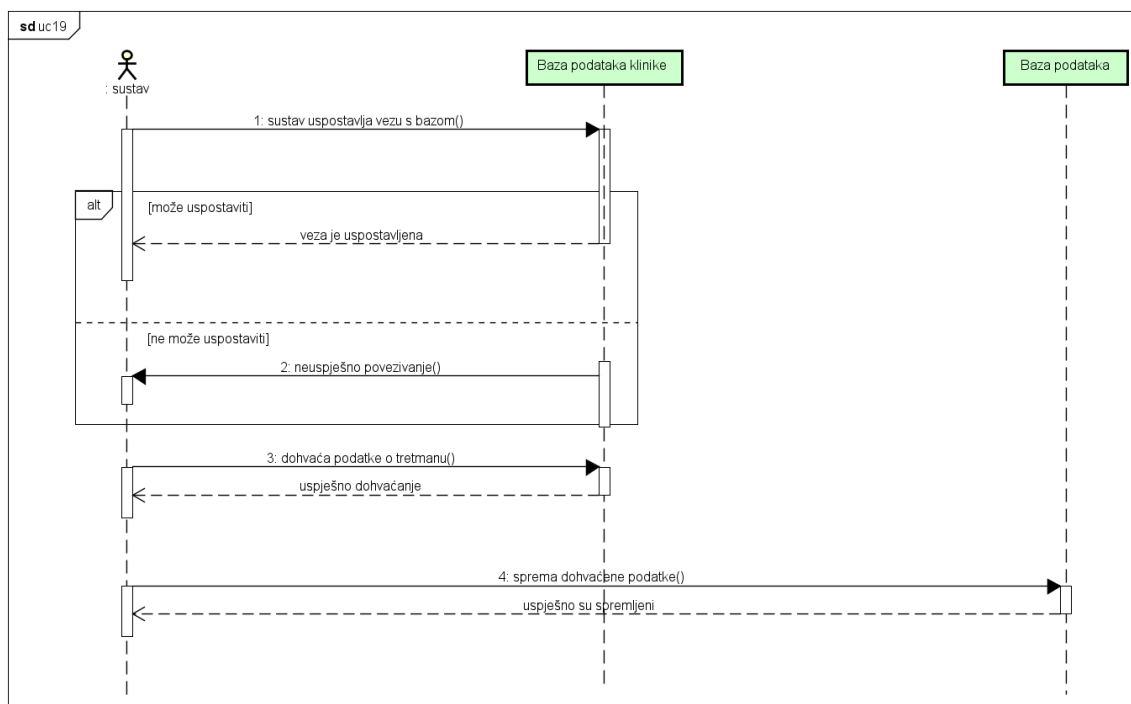 sd uc19
: sustav
Baza podataka klinike
Baza podataka
1: sustav uspostavlja vezu s bazom()
alt
[može uspostaviti]
veza je uspostavljena
[ne može uspostaviti]
2: neuspješno povezivanje()
3: dohvaća podatke o tretmanu()
uspješno dohvaćanje
4: sprema dohvaćene podatke()
uspješno su spremljeni